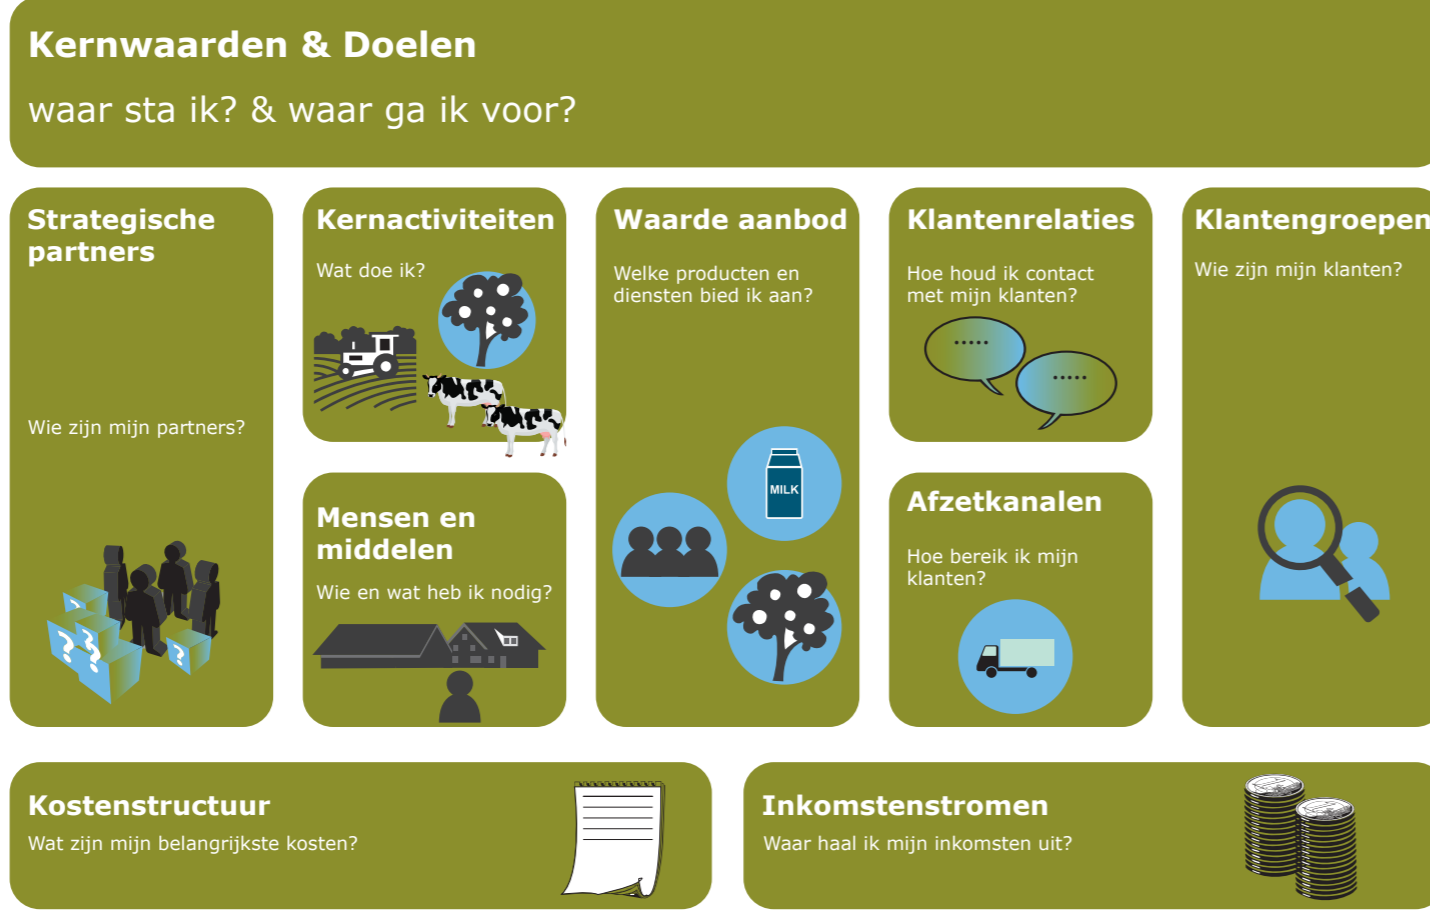 Kernwaarden & Doelen
waar sta ik? & waar ga ik voor?
Strategische
partners
Wie zijn mijn partners?
? ? ?
Kernactiviteiten
Wat doe ik?
Mensen en
middelen
Wie en wat heb ik nodig?
Waarde aanbod
Welke producten en
diensten bied ik aan?
MILK
Klantenrelaties
Hoe houd ik contact
met mijn klanten?
.....
.....
Afzetkanalen
Hoe bereik ik mijn
klanten?
Klantengroepen
Wie zijn mijn klanten?
Kostenstructuur
Wat zijn mijn belangrijkste kosten?
Inkomstenstromen
Waar haal ik mijn inkomsten uit?